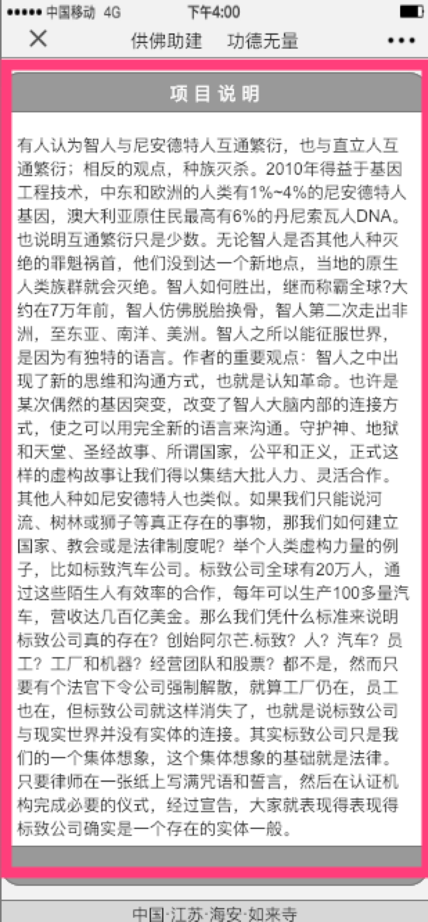 中国移动 4G 下午4:00
供佛助建 功德无量
项目说明
有人认为智人与尼安德特人互通繁衍，也与直立人互
通繁衍；相反的观点，种族灭杀。2010年得益于基因
工程技术，中东和欧洲的人类有1%~4%的尼安德特人
基因，澳大利亚原住民最高有6%的丹尼索瓦人DNA。
也说明互通繁衍只是少数。无论智人是否其他人种灭
绝的罪魁祸首，他们没到达一个新地点，当地的原生
人类族群就会灭绝。智人如何胜出，继而称霸全球?大
约在7万年前，智人仿佛脱胎换骨，智人第二次走出非
洲，至东亚、南洋、美洲。智人之所以能征服世界，
是因为有独特的语言。作者的重要观点：智人之中出
现了新的思维和沟通方式，也就是认知革命。也许是
某次偶然的基因突变，改变了智人大脑内部的连接方
式，使之可以用完全新的语言来沟通。守护神、地狱
和天堂、圣经故事、所谓国家，公平和正义，正式这
样的虚构故事让我们得以集结大批人力、灵活合作。
其他人种如尼安德特人也类似。如果我们只能说河
流、树林或狮子等真正存在的事物，那我们如何建立
国家、教会或是法律制度呢？举个人类虚构力量的例
子，比如标致汽车公司。标致公司全球有20万人，通
过这些陌生人有效率的合作，每年可以生产100多量汽
车，营收达几百亿美金。那么我们凭什么标准来说明
标致公司真的存在？创始阿尔芒.标致？人？汽车？员
工？工厂和机器？经营团队和股票？都不是，然而只
要有个法官下令公司强制解散，就算工厂仍在，员工
也在，但标致公司就这样消失了，也就是说标致公司
与现实世界并没有实体的连接。其实标致公司只是我
们的一个集体想象，这个集体想象的基础就是法律。
只要律师在一张纸上写满咒语和誓言，然后在认证机
构完成必要的仪式，经过宣告，大家就表现得表现得
标致公司确实是一个存在的实体一般。
中国·江苏·海安·如来寺